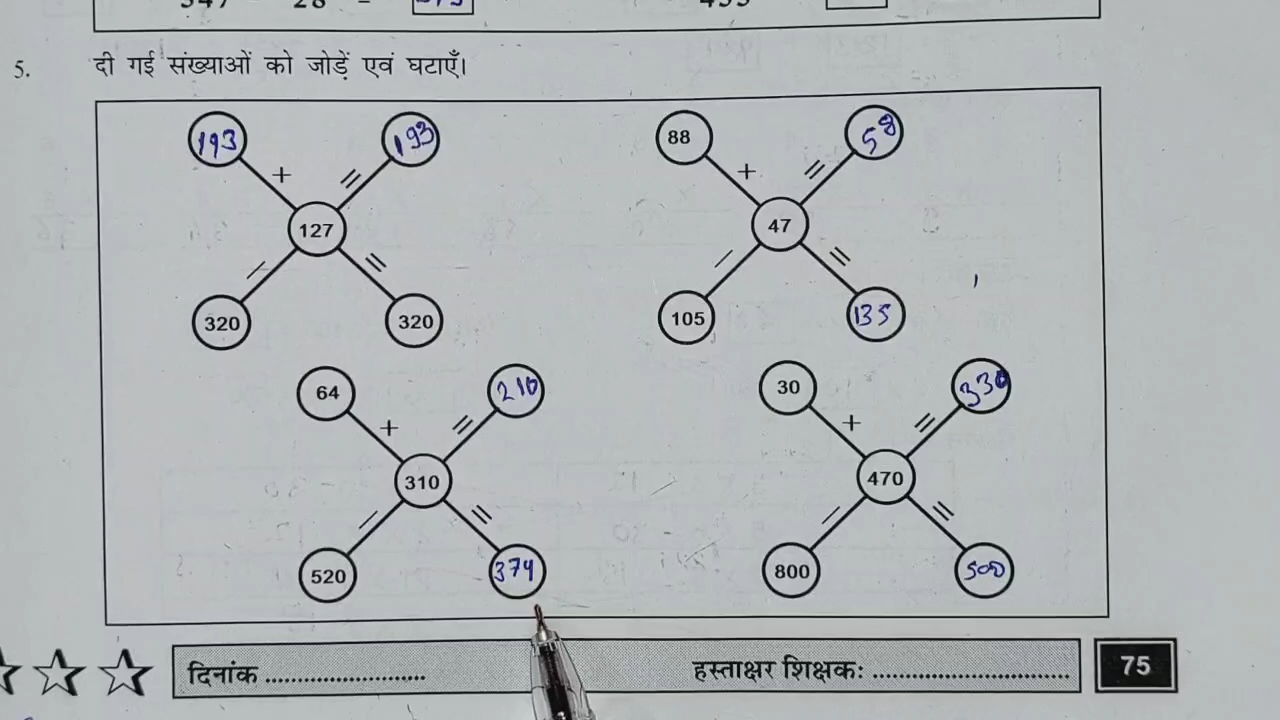 5. दी गई संख्याओं को जोड़ें एवं घटाएँ।
193 193 88 58
+ = + =
127 47
− = − =
320 320 105 135
64 210 30 330
+ = + =
310 470
− = − =
520 374 800 500
दिनांक ........................ हस्ताक्षर शिक्षकः ............................. 75